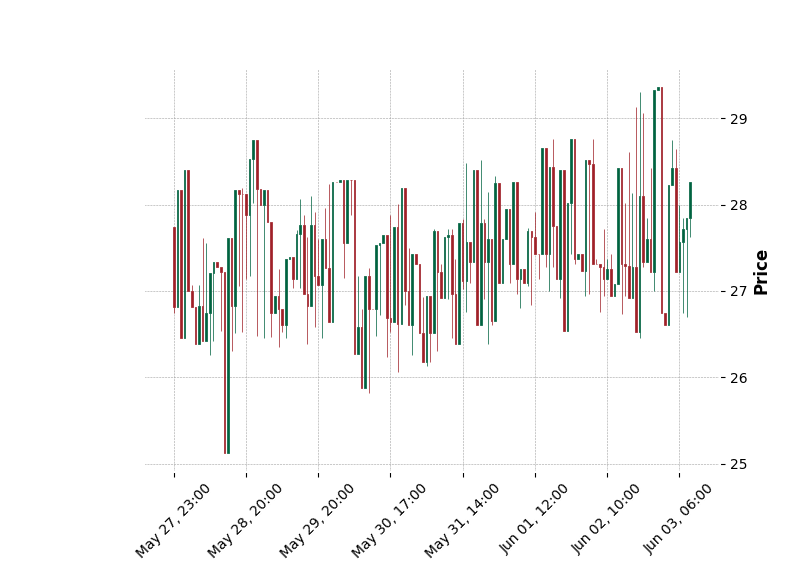 29
28
27
26
25
Price
May 27, 23:00
May 28, 20:00
May 29, 20:00
May 30, 17:00
May 31, 14:00
Jun 01, 12:00
Jun 02, 10:00
Jun 03, 06:00